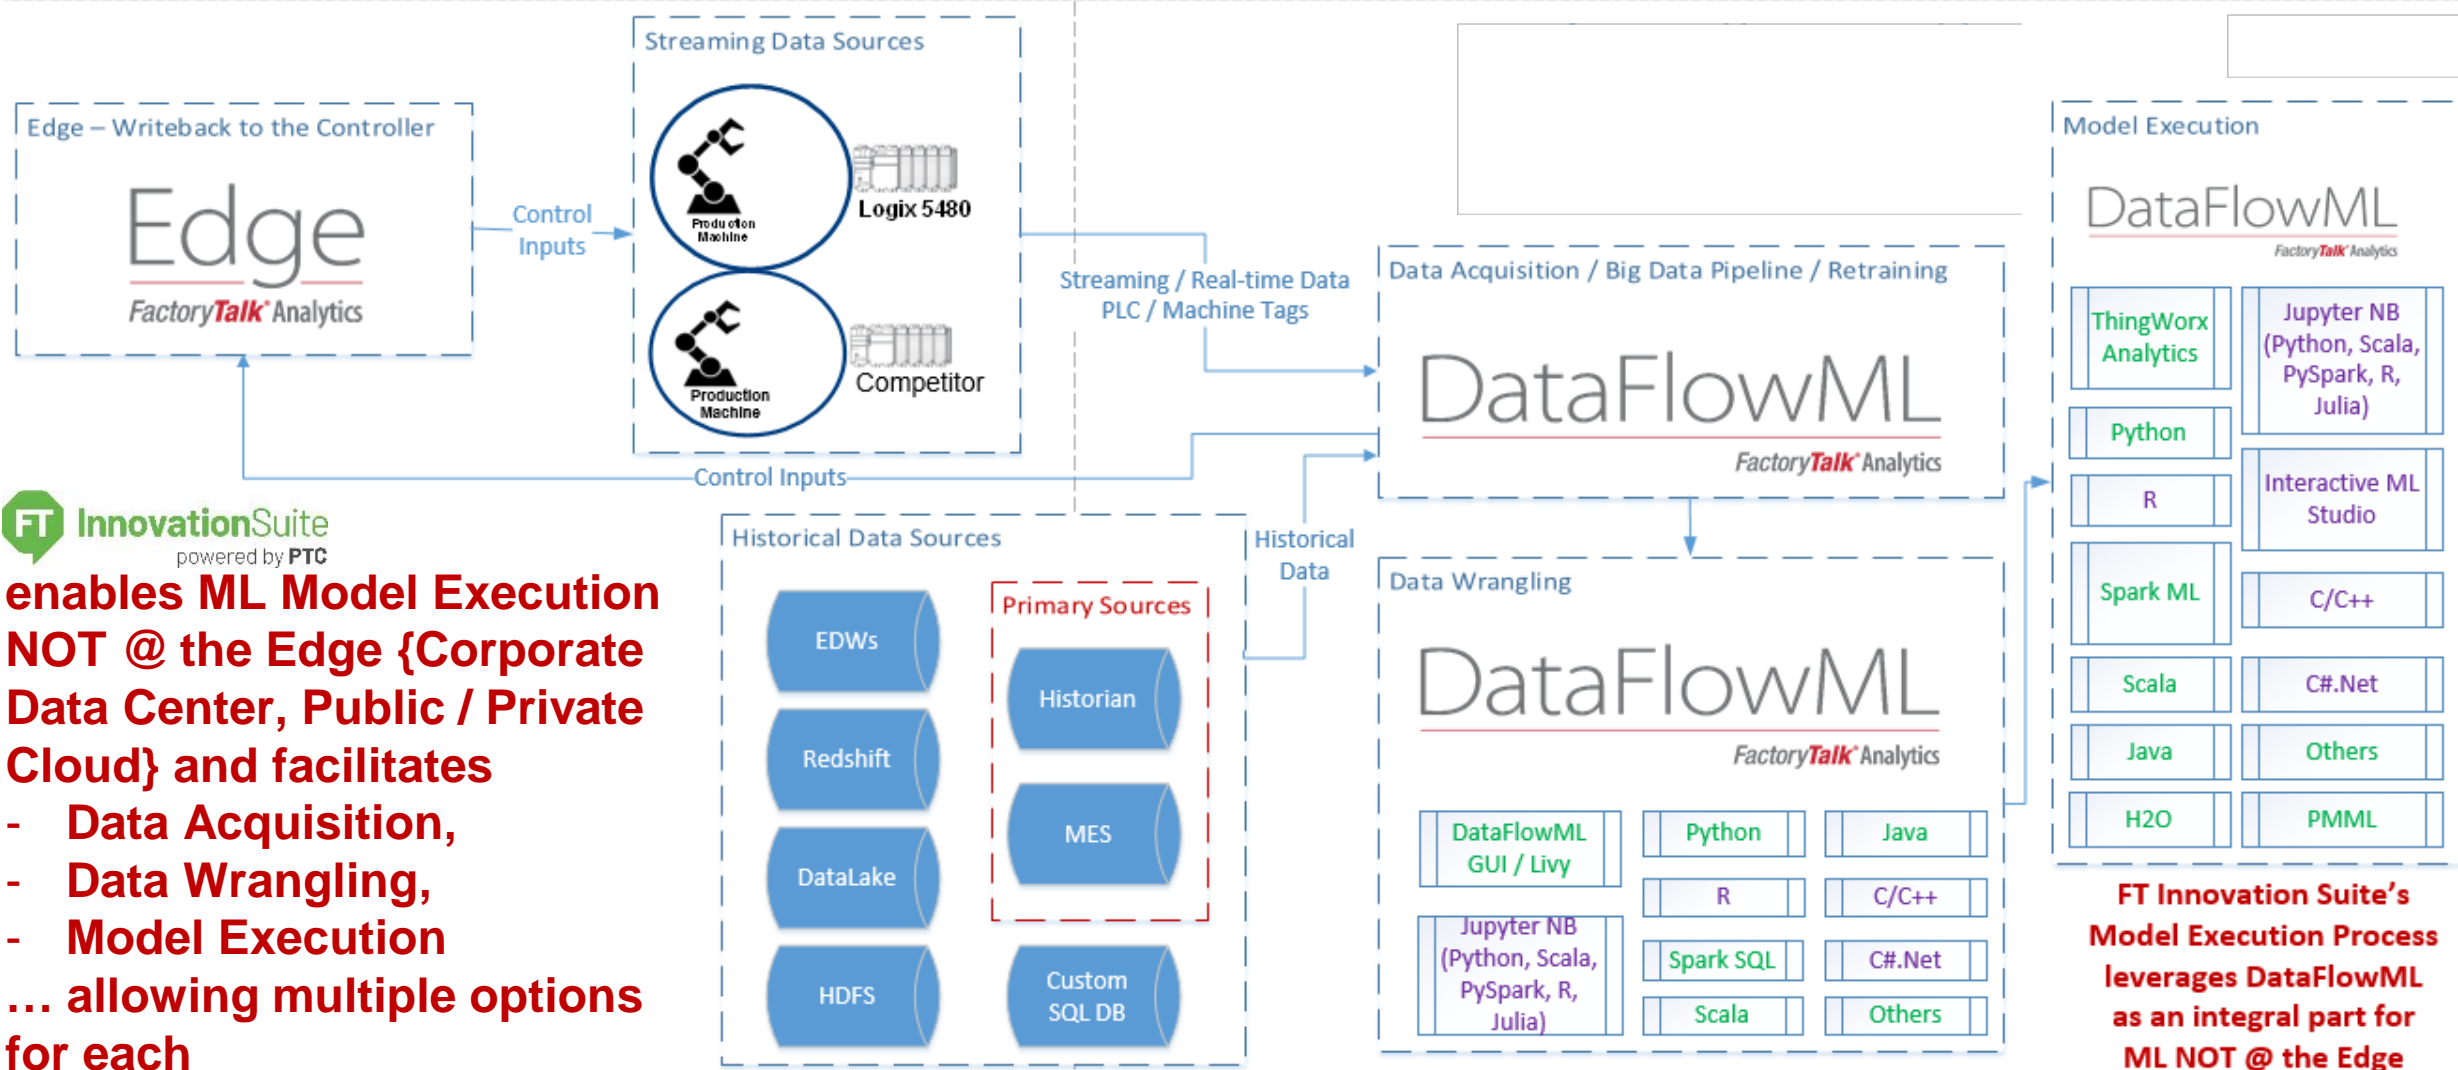 Streaming Data Sources
Production
Machine
Logix 5480
Production
Machine
Competitor
Edge – Writeback to the Controller
Edge
FactoryTalk® Analytics
Control
Inputs
Streaming / Real-time Data
PLC / Machine Tags
Data Acquisition / Big Data Pipeline / Retraining
DataFlowML
FactoryTalk® Analytics
Control Inputs
FT InnovationSuite
powered by PTC
enables ML Model Execution
NOT @ the Edge {Corporate
Data Center, Public / Private
Cloud} and facilitates
- Data Acquisition,
- Data Wrangling,
- Model Execution
… allowing multiple options
for each
Historical Data Sources
EDWs
Redshift
DataLake
HDFS
Primary Sources
Historian
MES
Custom
SQL DB
Historical
Data
Data Wrangling
DataFlowML
FactoryTalk® Analytics
DataFlowML
GUI / Livy
Jupyter NB
(Python, Scala,
PySpark, R,
Julia)
Python
R
Spark SQL
Scala
Java
C/C++
C#.Net
Others
Model Execution
DataFlowML
FactoryTalk® Analytics
ThingWorx
Analytics
Python
R
Spark ML
Scala
Java
H2O
Jupyter NB
(Python, Scala,
PySpark, R,
Julia)
Interactive ML
Studio
C/C++
C#.Net
Others
PMML
FT Innovation Suite’s
Model Execution Process
leverages DataFlowML
as an integral part for
ML NOT @ the Edge